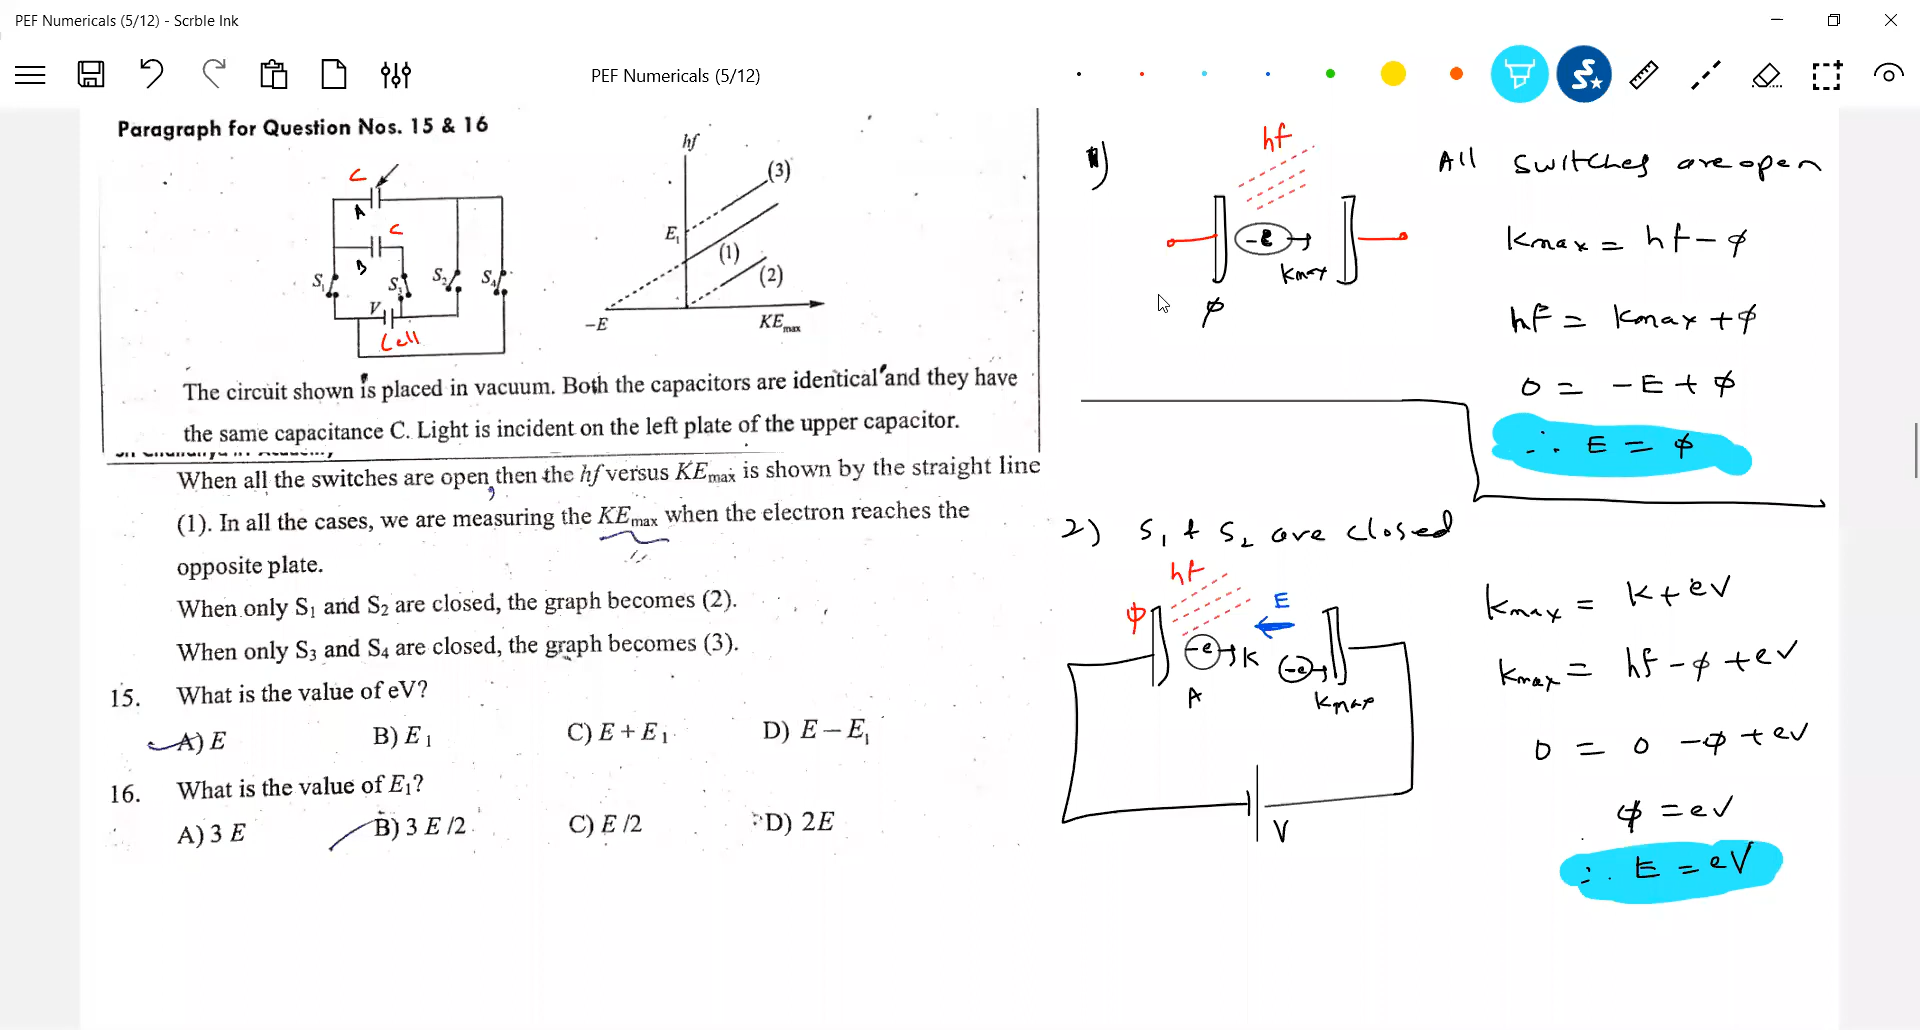 PEF Numericals (5/12) - Scrble Ink
PEF Numericals (5/12)
Paragraph for Question Nos. 15 & 16
C
A
C
B
S₁
S₃
S₂
S₄
V
Cell
hf
(3)
E₁
(1)
(2)
-E
KEmax
The circuit shown is placed in vacuum. Both the capacitors are identical and they have
the same capacitance C. Light is incident on the left plate of the upper capacitor.
When all the switches are open, then the hf versus KEmax is shown by the straight line
(1). In all the cases, we are measuring the KEmax when the electron reaches the
opposite plate.
When only S₁ and S₂ are closed, the graph becomes (2).
When only S₃ and S₄ are closed, the graph becomes (3).
15. What is the value of eV?
A) E B) E₁ C) E + E₁ D) E – E₁
16. What is the value of E₁?
A) 3 E B) 3 E /2 C) E /2 D) 2E
1)
hf
-e
Kmax
φ
All switches are open
Kmax = hf - φ
hf = Kmax + φ
0 = -E + φ
∴ E = φ
2) S₁ & S₂ are closed
hf
φ
E
-e K
-e
A
Kmax
V
Kmax = K + eV
Kmax = hf - φ + eV
0 = 0 - φ + eV
φ = eV
∴ E = eV